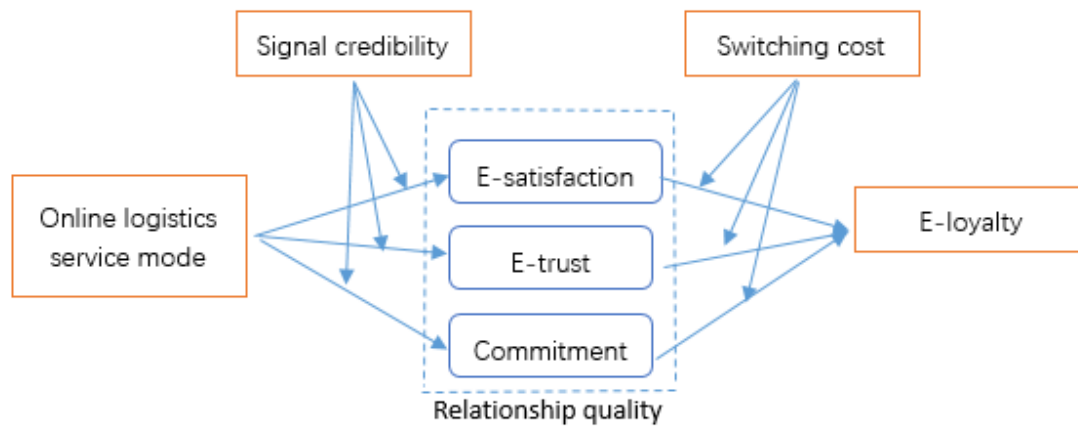 Signal credibility
Switching cost
E-satisfaction
Online logistics
service mode
E-loyalty
E-trust
Commitment
Relationship quality